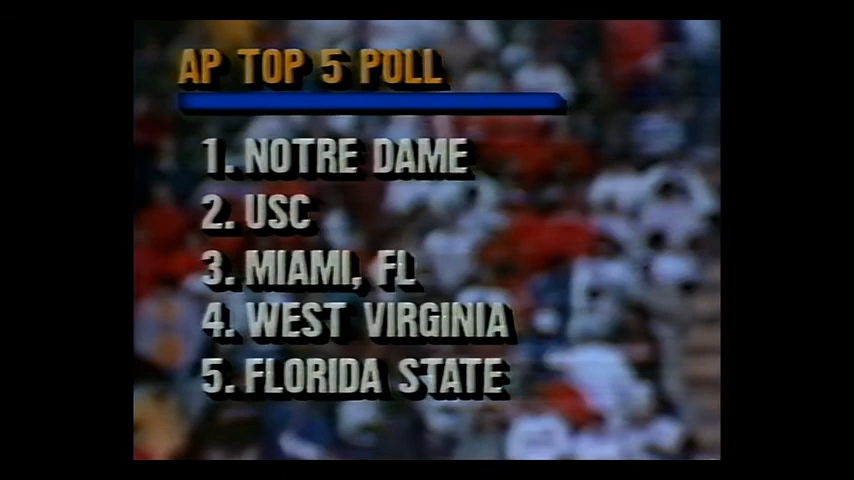 AP TOP 5 POLL
1. NOTRE DAME
2. USC
3. MIAMI, FL
4. WEST VIRGINIA
5. FLORIDA STATE